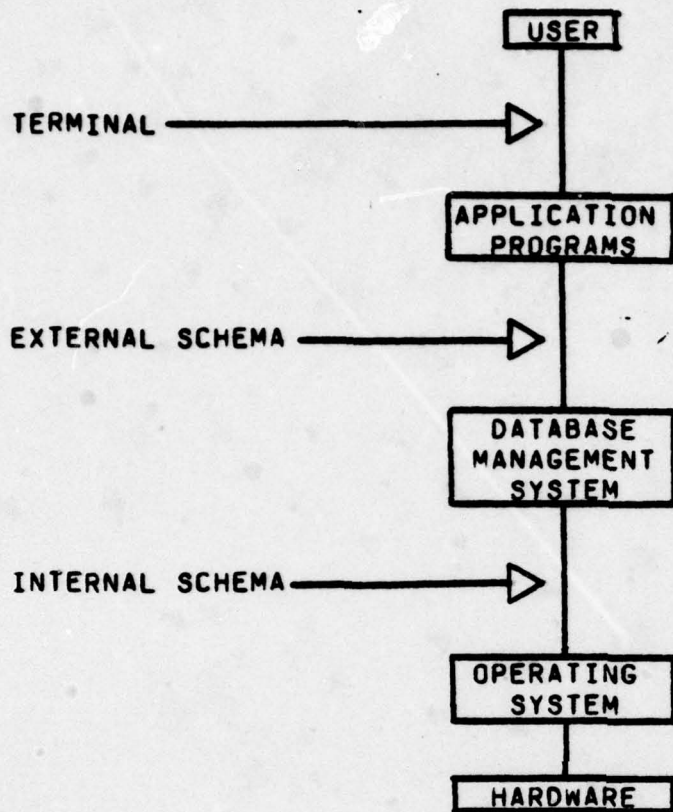 USER
TERMINAL
APPLICATION
PROGRAMS
EXTERNAL SCHEMA
DATABASE
MANAGEMENT
SYSTEM
INTERNAL SCHEMA
OPERATING
SYSTEM
HARDWARE